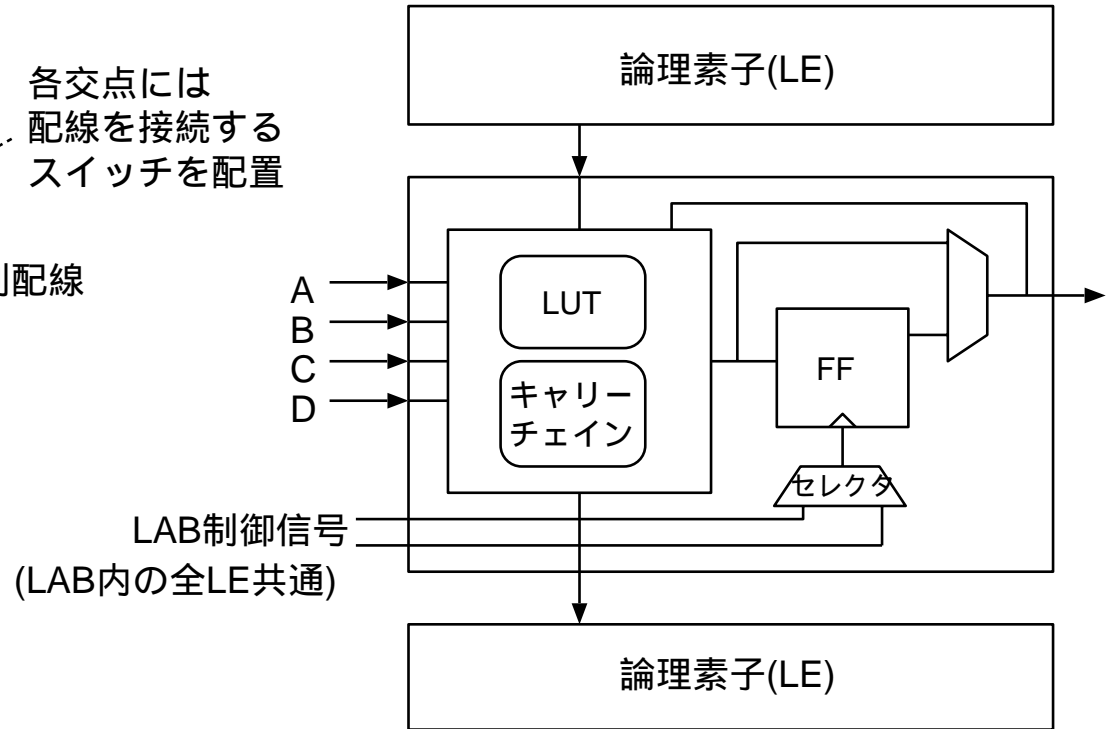 論理素子(LE)
各交点には
配線を接続する
スイッチを配置
配線
A
B
C
D
LUT
キャリー
チェイン
FF
セレクタ
LAB制御信号
(LAB内の全LE共通)
論理素子(LE)